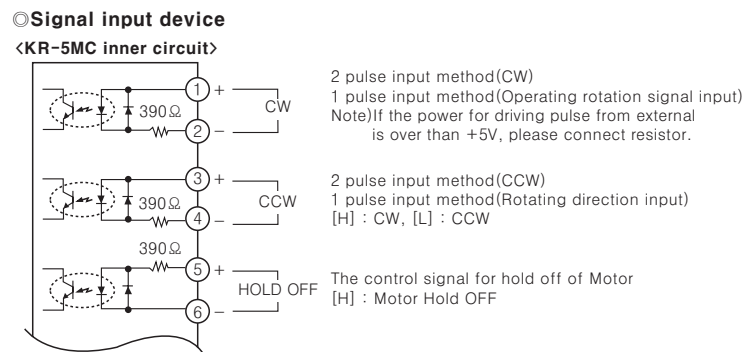 ◎Signal input device
<KR-5MC inner circuit>
1 +
390Ω CW
2 −
2 pulse input method(CW)
1 pulse input method(Operating rotation signal input)
Note)If the power for driving pulse from external
is over than +5V, please connect resistor.
3 +
390Ω CCW
4 −
2 pulse input method(CCW)
1 pulse input method(Rotating direction input)
[H] : CW, [L] : CCW
390Ω
5 +
HOLD OFF
6 −
The control signal for hold off of Motor
[H] : Motor Hold OFF